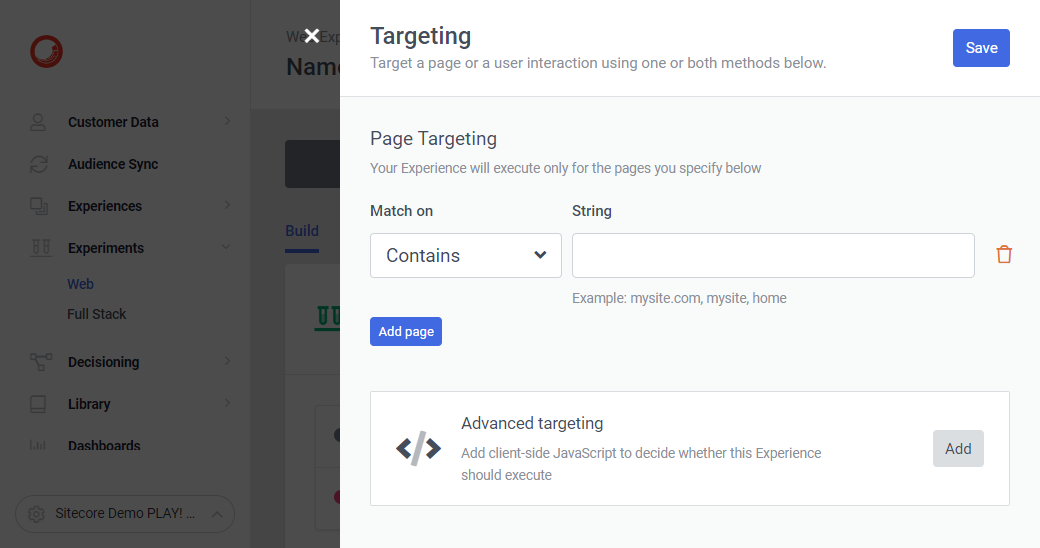 Web Exp
Name
Customer Data
Audience Sync
Experiences
Experiments
Web
Full Stack
Decisioning
Library
Dashboards
Sitecore Demo PLAY! ...
Build
Targeting
Target a page or a user interaction using one or both methods below.
Save
Page Targeting
Your Experience will execute only for the pages you specify below
Match on
String
Contains
Example: mysite.com, mysite, home
Add page
Advanced targeting
Add client-side JavaScript to decide whether this Experience
should execute
Add